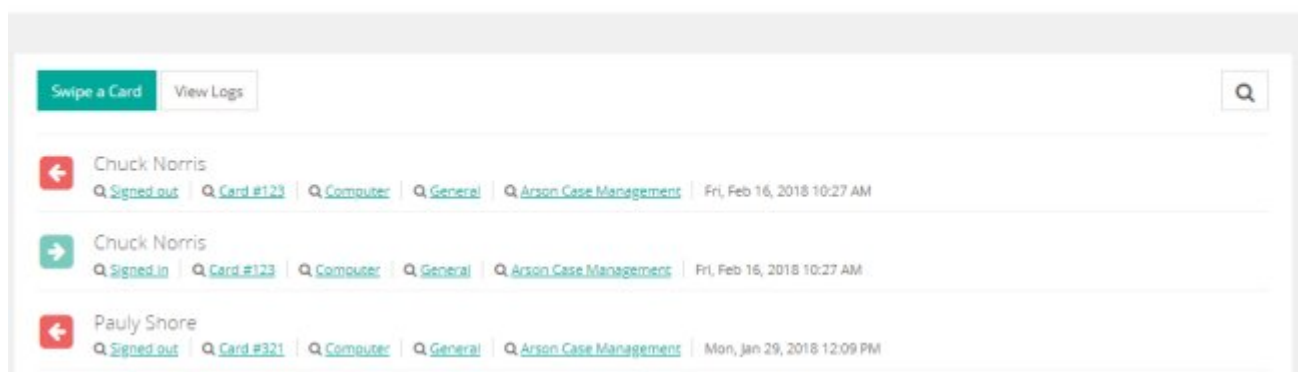 Swipe a Card View Logs
Chuck Norris
Signed out Card #123 Computer General Arson Case Management Fri, Feb 16, 2018 10:27 AM
Chuck Norris
Signed in Card #123 Computer General Arson Case Management Fri, Feb 16, 2018 10:27 AM
Pauly Shore
Signed out Card #321 Computer General Arson Case Management Mon, Jan 29, 2018 12:09 PM